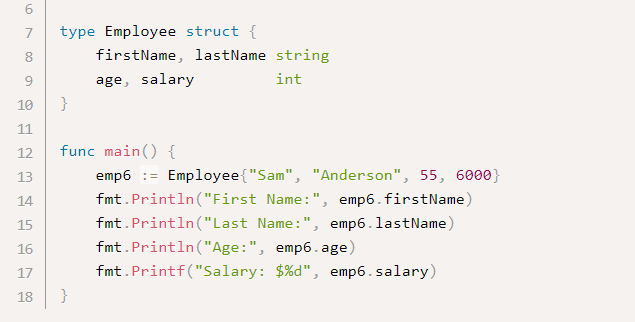 6
7 type Employee struct {
8     firstName, lastName string
9     age, salary         int
10 }
11
12 func main() {
13     emp6 := Employee{"Sam", "Anderson", 55, 6000}
14     fmt.Println("First Name:", emp6.firstName)
15     fmt.Println("Last Name:", emp6.lastName)
16     fmt.Println("Age:", emp6.age)
17     fmt.Printf("Salary: $%d", emp6.salary)
18 }